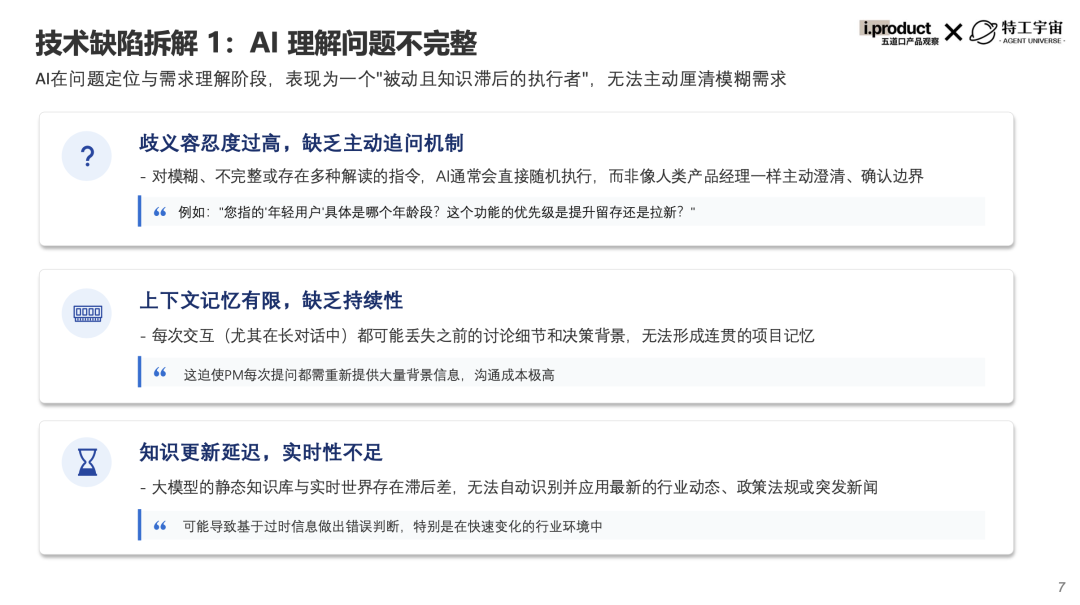 技术缺陷拆解 1：AI 理解问题不完整
i.product
五道口产品观察
特工宇宙
- AGENT UNIVERSE -
AI在问题定位与需求理解阶段，表现为一个"被动且知识滞后的执行者"，无法主动厘清模糊需求
?
歧义容忍度过高，缺乏主动追问机制
- 对模糊、不完整或存在多种解读的指令，AI通常会直接随机执行，而非像人类产品经理一样主动澄清、确认边界
“ 例如："您指的'年轻用户'具体是哪个年龄段？这个功能的优先级是提升留存还是拉新？"
上下文记忆有限，缺乏持续性
- 每次交互（尤其在长对话中）都可能丢失之前的讨论细节和决策背景，无法形成连贯的项目记忆
“ 这迫使PM每次提问都需重新提供大量背景信息，沟通成本极高
知识更新延迟，实时性不足
- 大模型的静态知识库与实时世界存在滞后差，无法自动识别并应用最新的行业动态、政策法规或突发新闻
“ 可能导致基于过时信息做出错误判断，特别是在快速变化的行业环境中
7